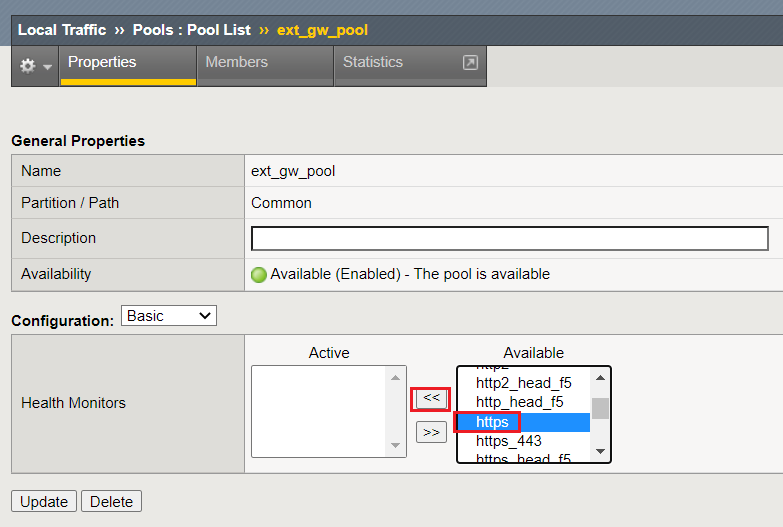 Local Traffic ›› Pools : Pool List ›› ext_gw_pool
Properties Members Statistics
General Properties
Name ext_gw_pool
Partition / Path Common
Description
Availability Available (Enabled) - The pool is available
Configuration: Basic
Active Available
http2
http2_head_f5
<< http_head_f5
Health Monitors https
>> https_443
https_head_f5
Update Delete